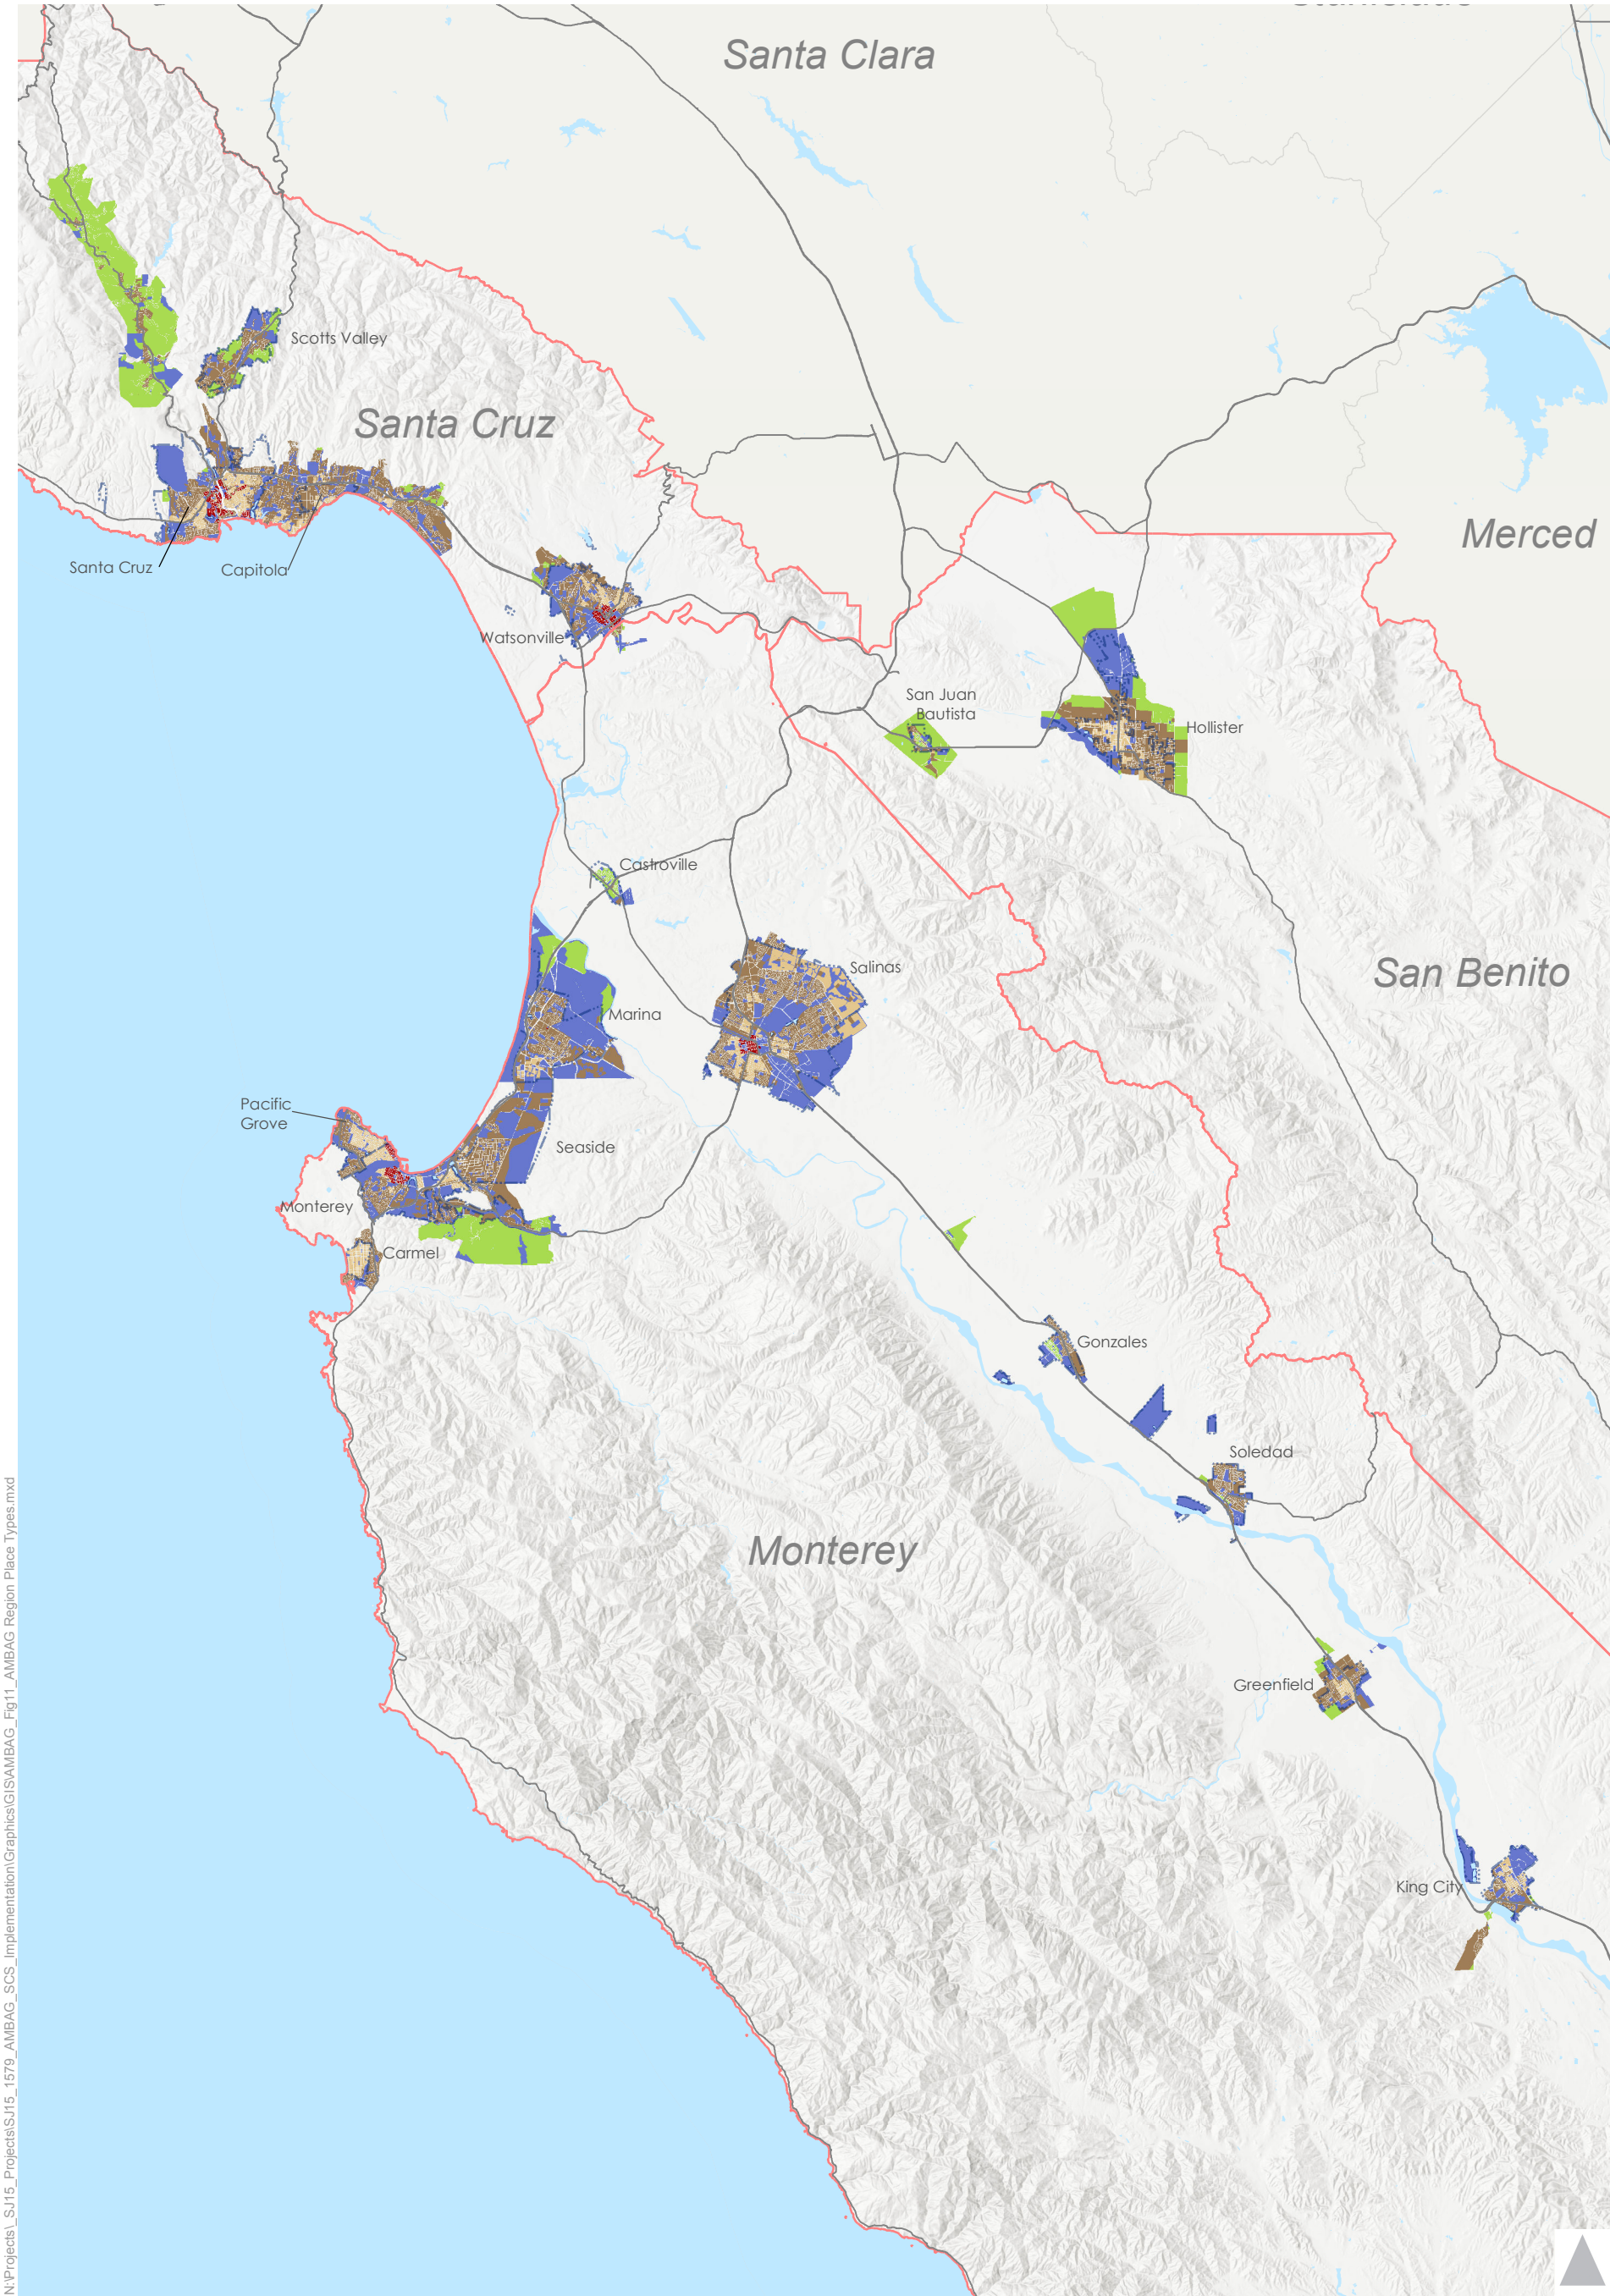 Santa Clara
Scotts Valley
Santa Cruz
Merced
Santa Cruz
Capitola
Watsonville
San Juan
Bautista
Hollister
Castroville
Salinas
San Benito
Marina
Pacific
Grove
Seaside
Monterey
Carmel
Gonzales
Soledad
Monterey
Greenfield
King City
N:\Projects\_SJ15_Projects\SJ15_1579_AMBAG_SCS_Implementation\Graphics\GIS\AMBAG_Fig11_AMBAG Region Place Types.mxd